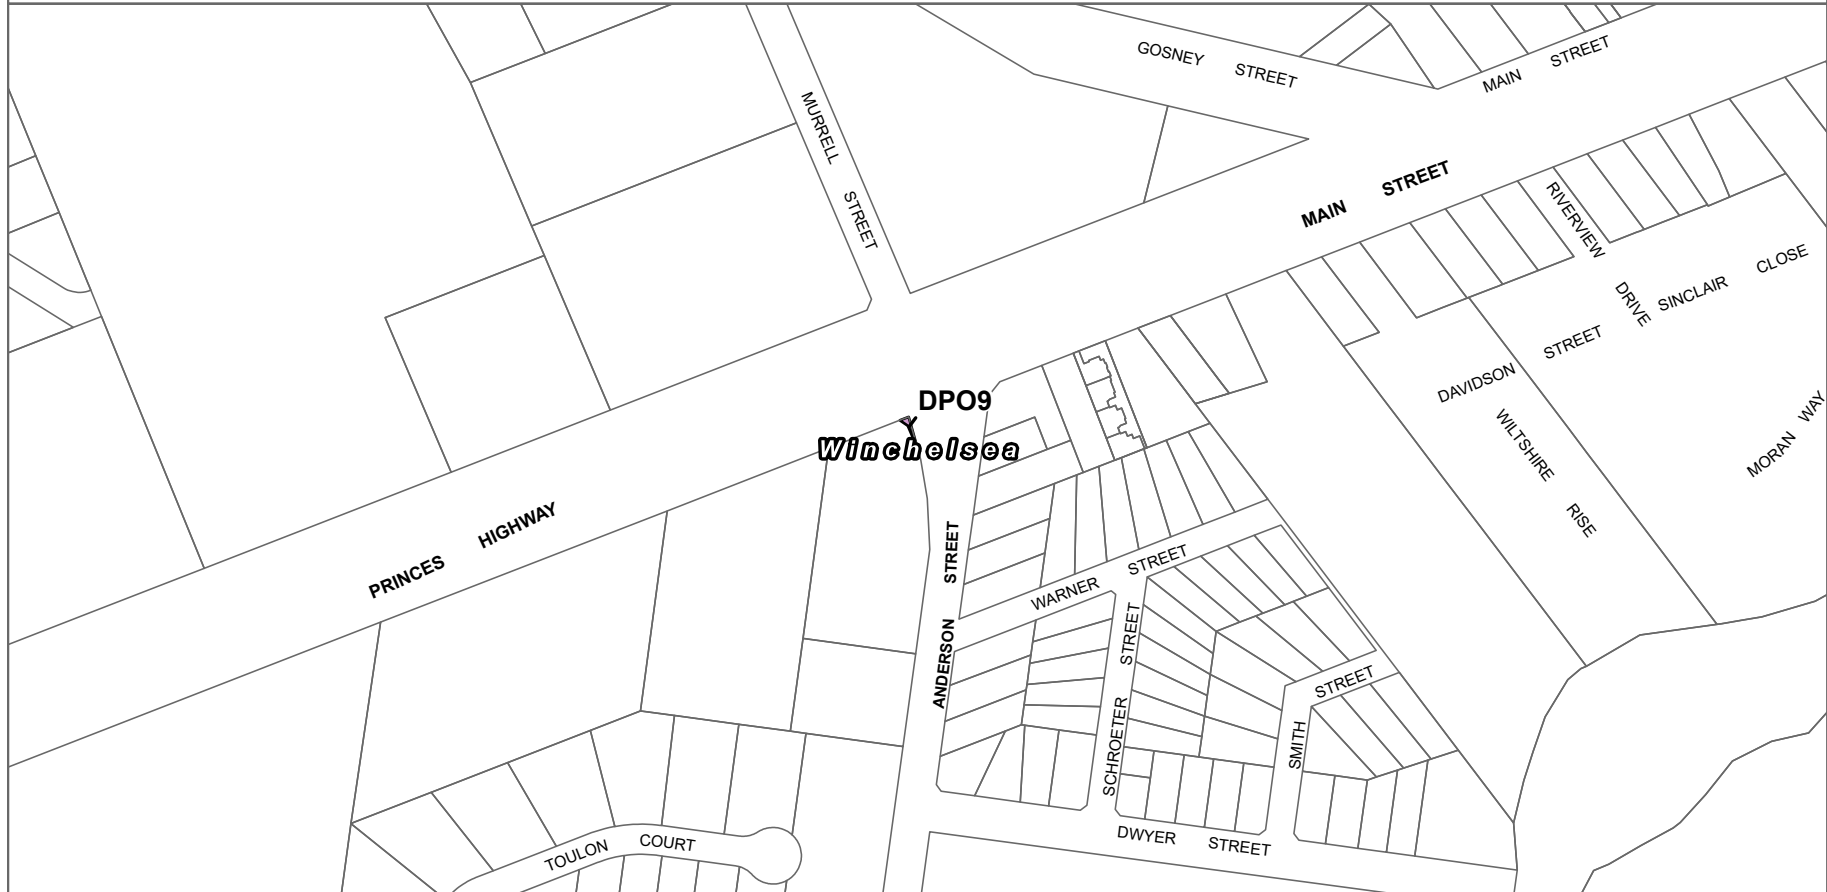 GOSNEY STREET
MAIN STREET
MURRELL STREET
MAIN STREET
RIVERVIEW DRIVE
SINCLAIR CLOSE
DAVIDSON STREET
DPO9
Winchelsea
WILTSHIRE RISE
MORAN WAY
PRINCES HIGHWAY
ANDERSON STREET
WARNER STREET
SCHROETER STREET
SMITH STREET
TOULON COURT
DWYER STREET